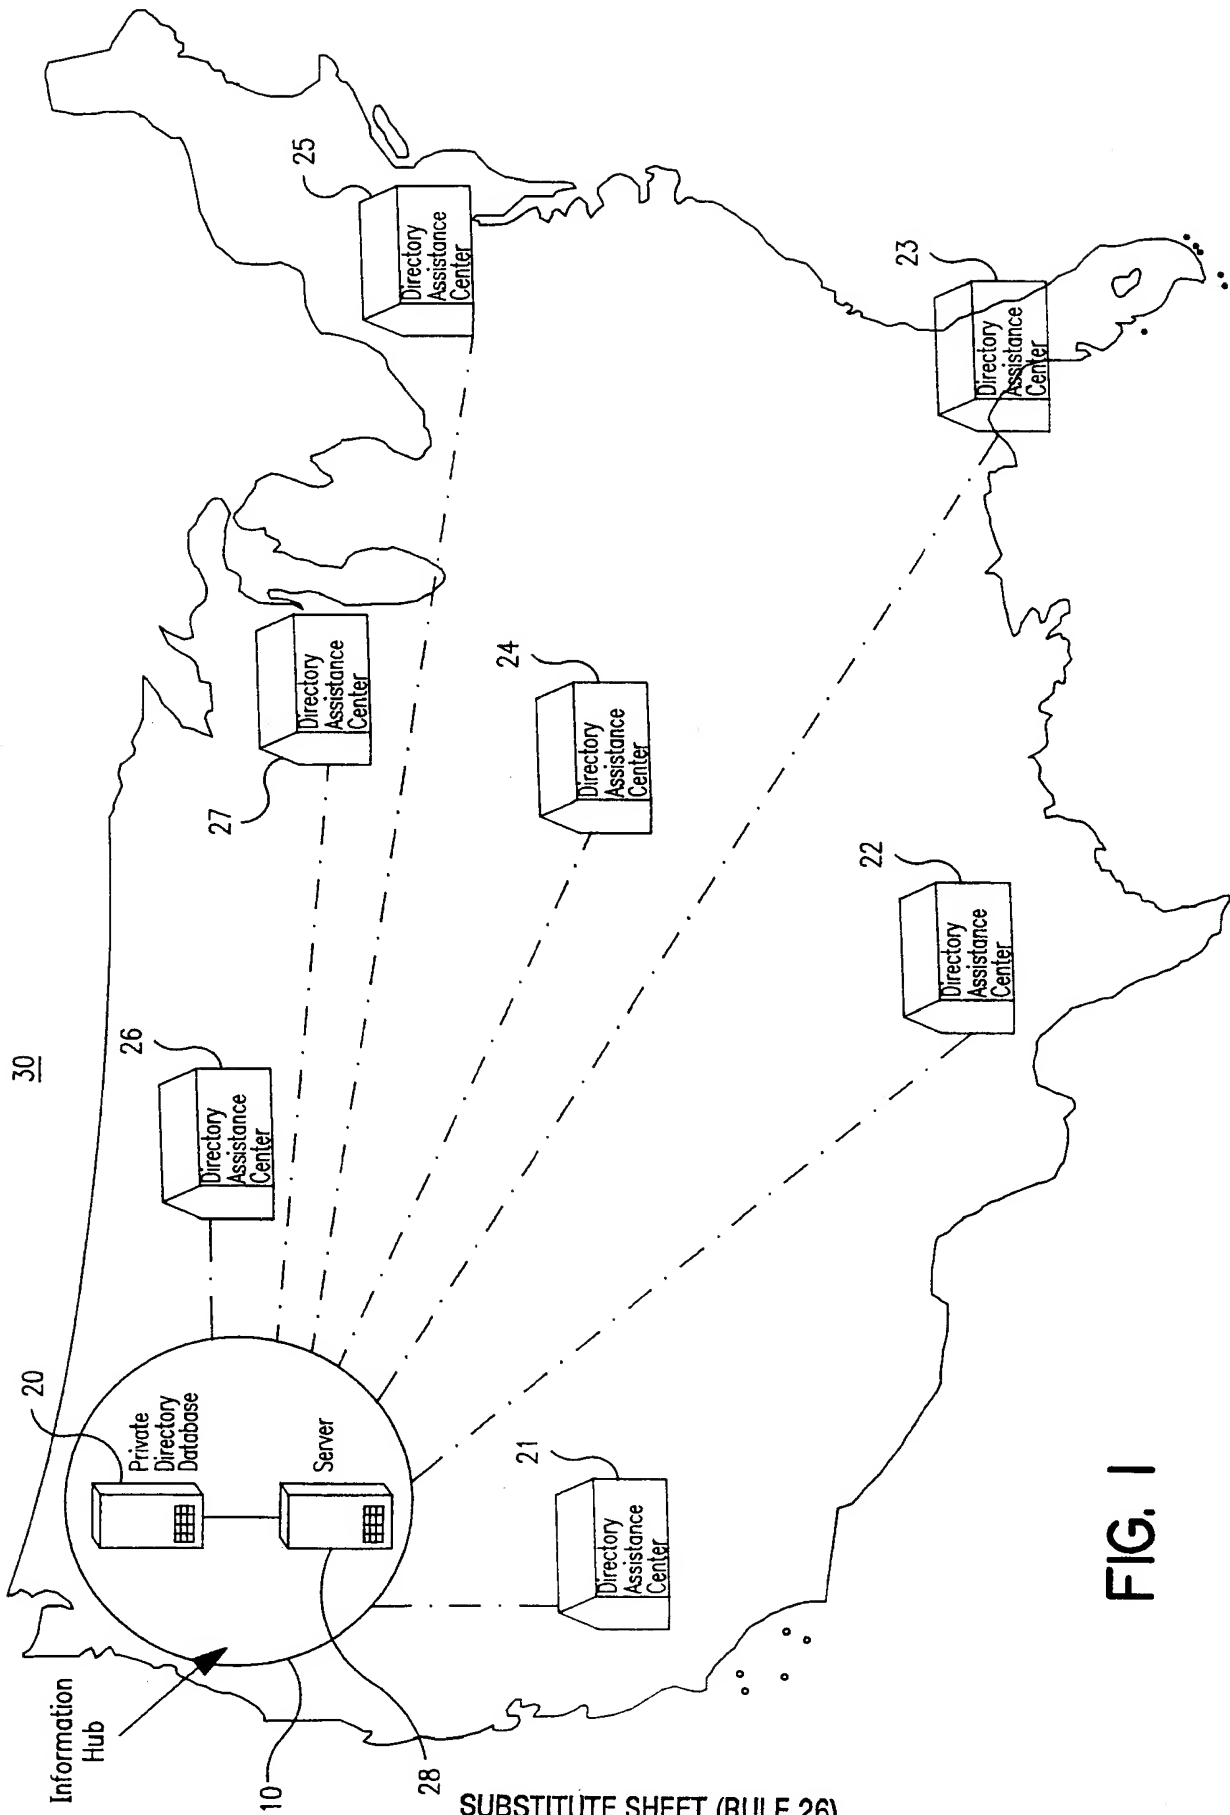 30
Information
Hub
10
28
20
Private
Directory
Database
Server
26
Directory
Assistance
Center
27
Directory
Assistance
Center
25
Directory
Assistance
Center
21
Directory
Assistance
Center
24
Directory
Assistance
Center
22
Directory
Assistance
Center
23
Directory
Assistance
Center
FIG. 1
SUBSTITUTE SHEET (RULE 26)